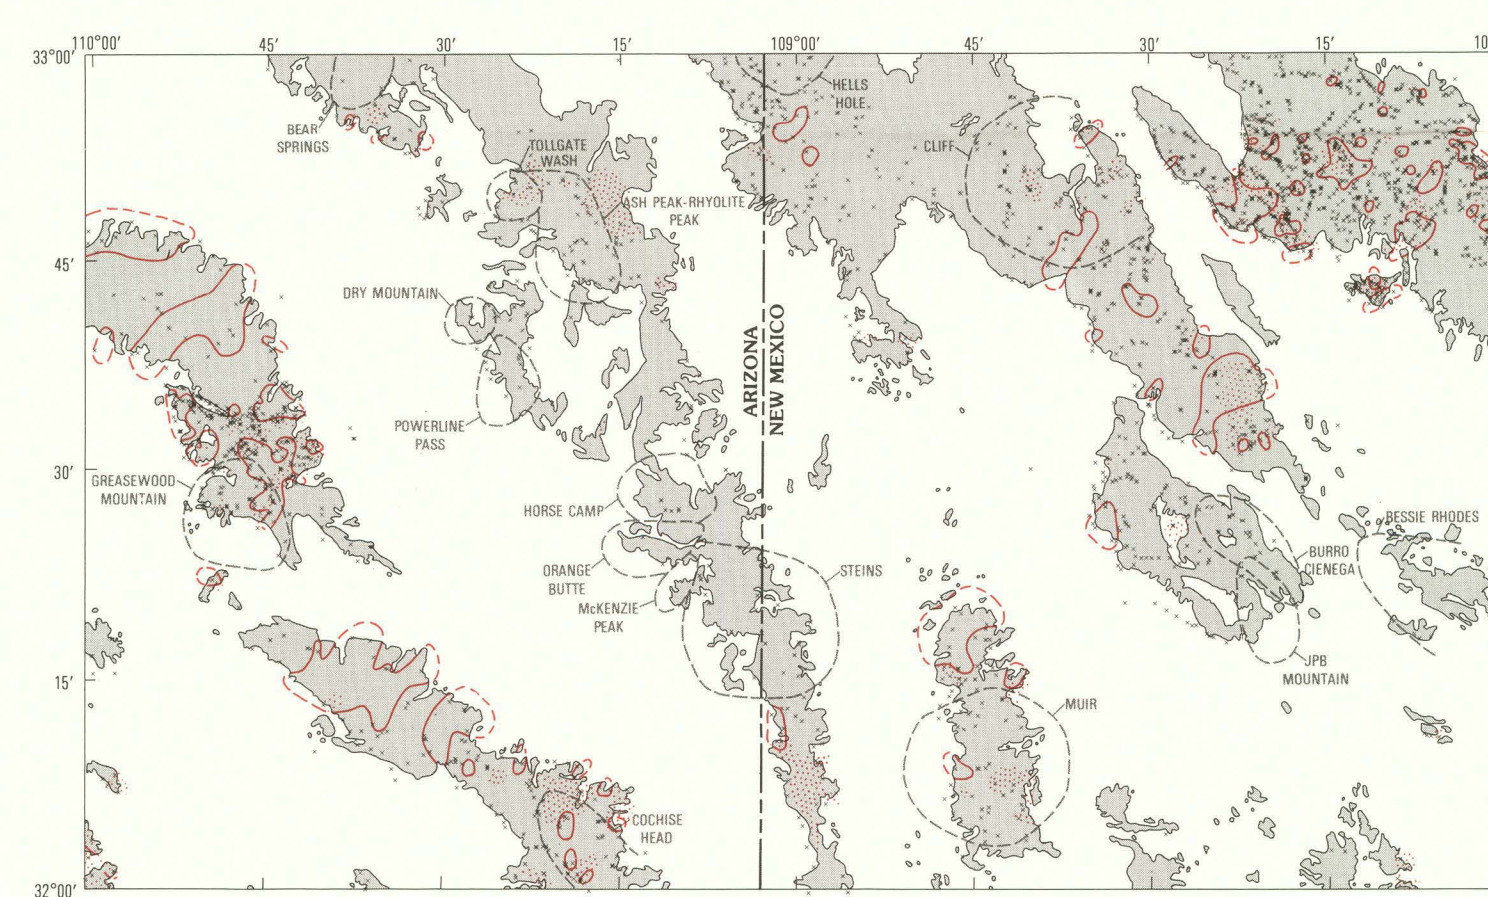 110°00′
45′
30′
15′
109°00′
45′
30′
15′
10
33°00′
HELLS
HOLE
BEAR
SPRINGS
TOLLGATE
WASH
CLIFF
ASH PEAK-RHYOLITE
PEAK
45′
DRY MOUNTAIN
ARIZONA
NEW MEXICO
POWERLINE
PASS
30′
GREASEWOOD
MOUNTAIN
HORSE CAMP
BESSIE RHODES
BURRO
CIENEGA
ORANGE
BUTTE
STEINS
McKENZIE
PEAK
JPB
MOUNTAIN
15′
MUIR
COCHISE
HEAD
32°00′